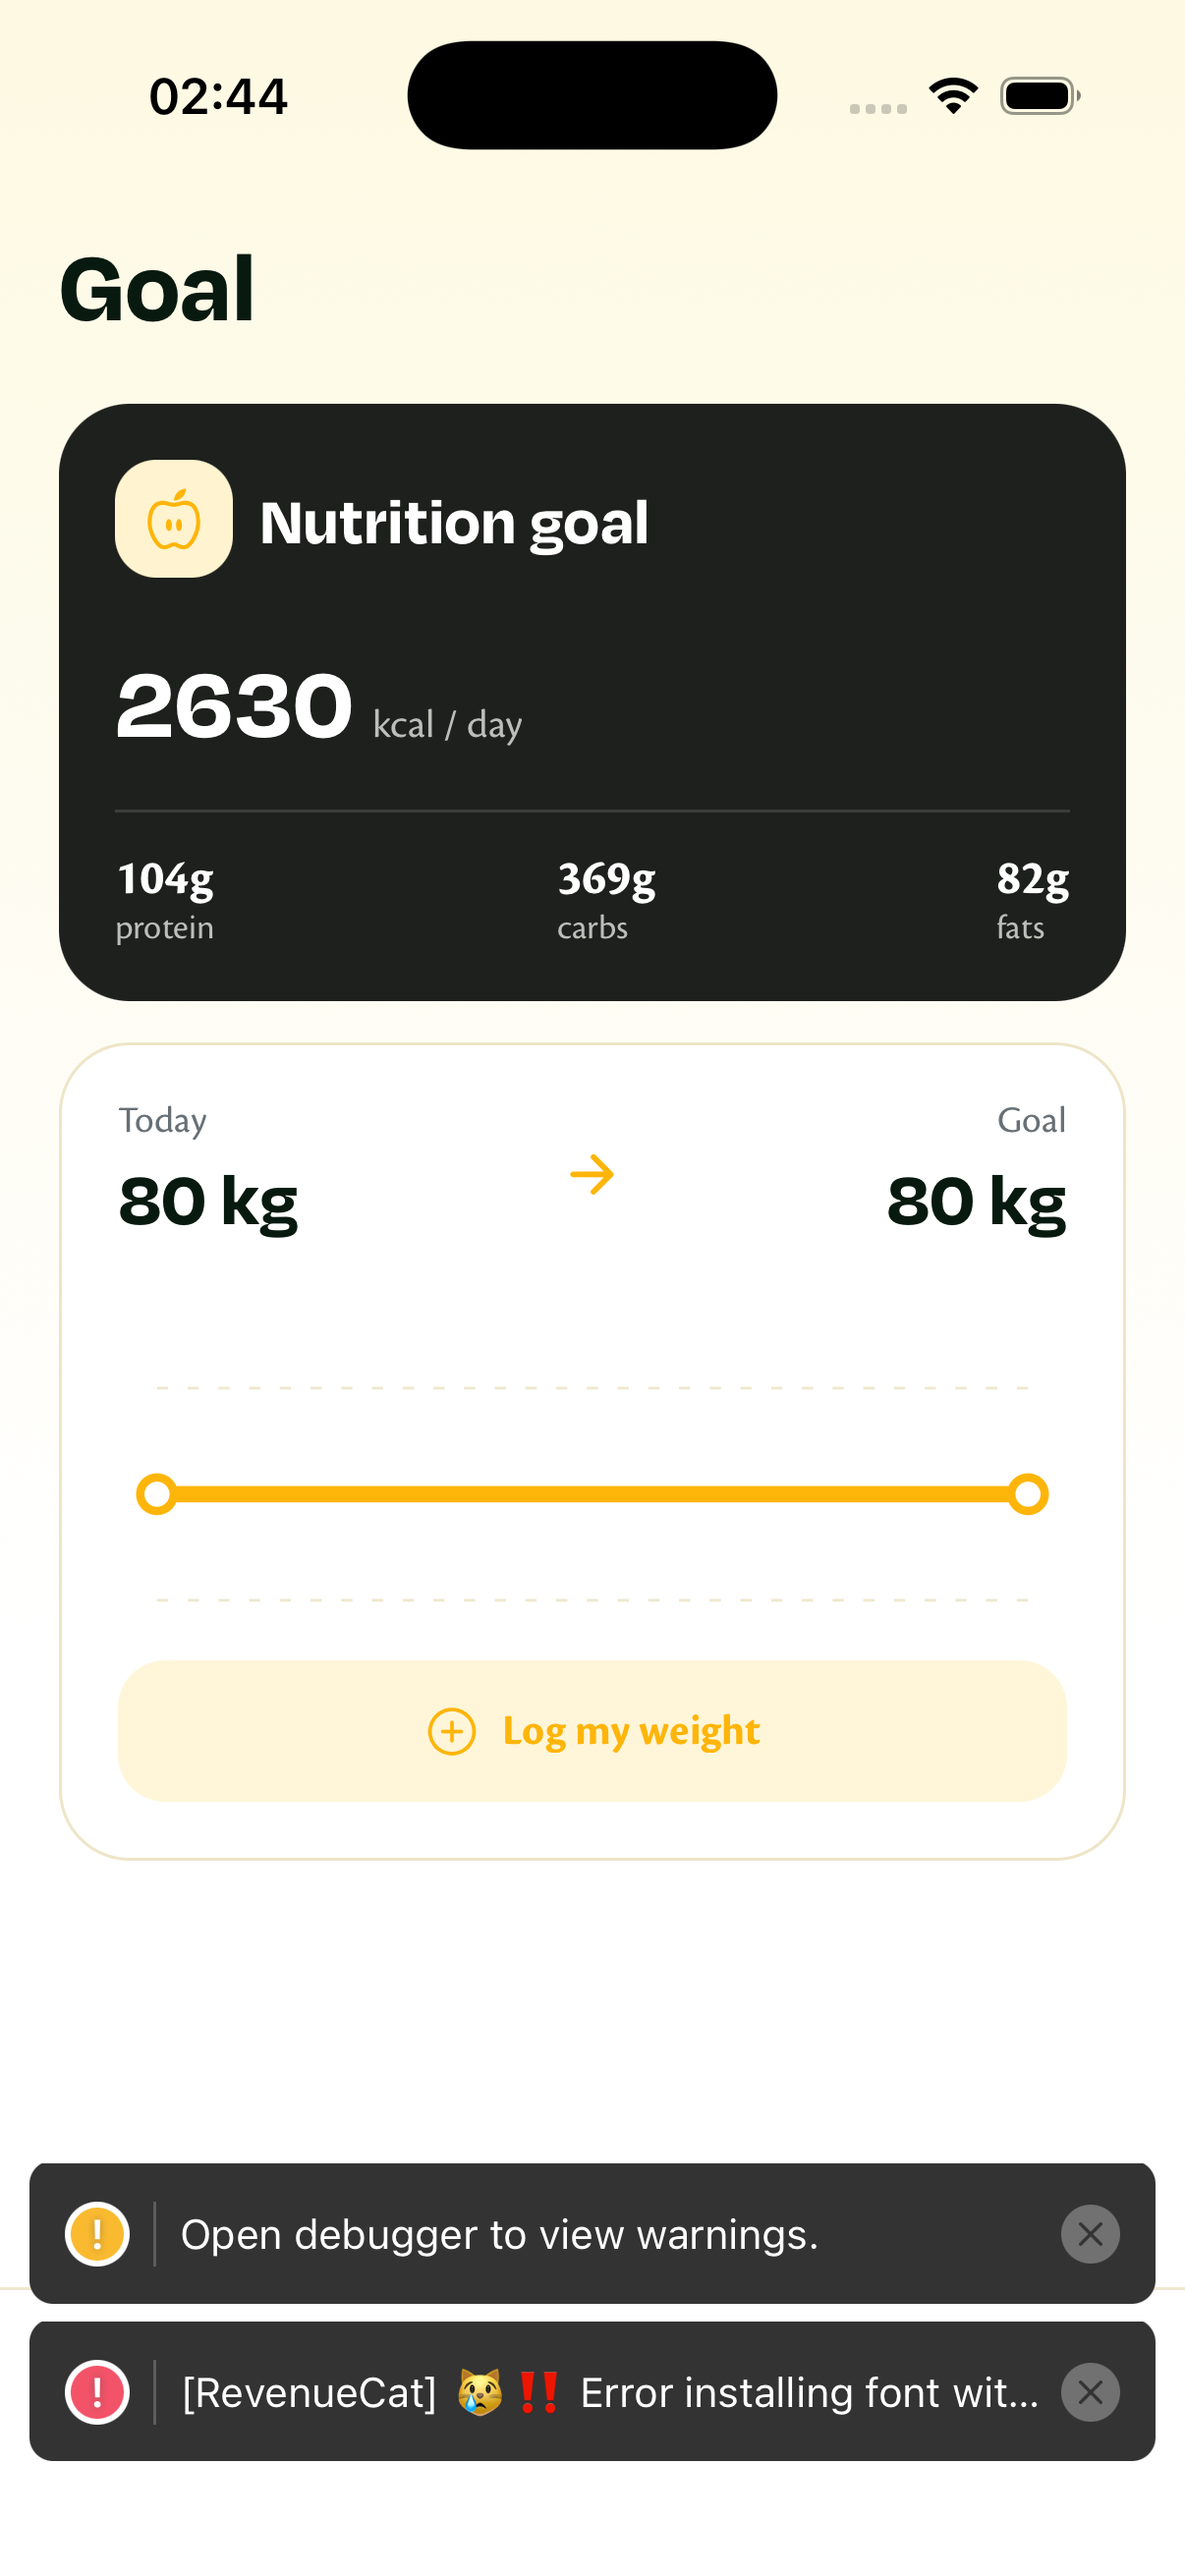 02:44
Goal
Nutrition goal
2630 kcal / day
104g 369g 82g
protein carbs fats
Today Goal
80 kg 80 kg
Log my weight
! Open debugger to view warnings.
! [RevenueCat] 😿‼️ Error installing font wit...